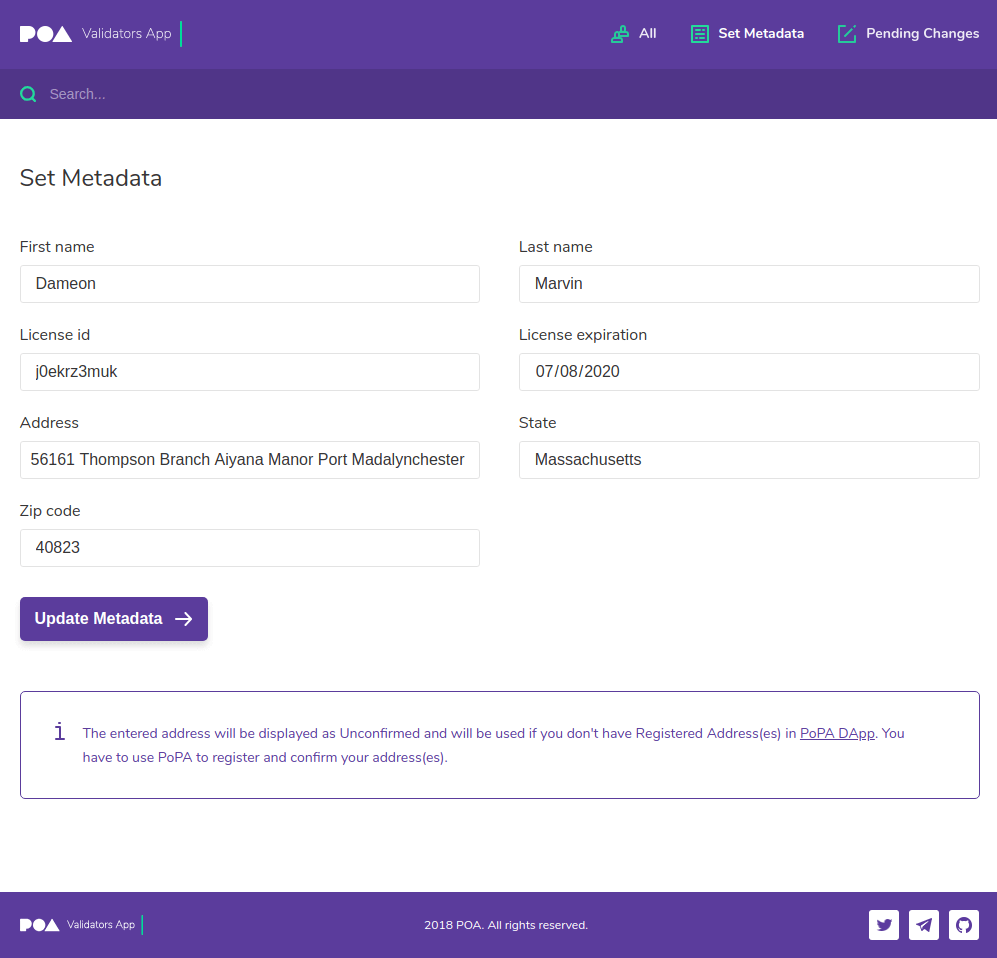 POA Validators App
All
Set Metadata
Pending Changes
Search...
Set Metadata
First name
Last name
Dameon
Marvin
License id
License expiration
j0ekrz3muk
07/08/2020
Address
State
56161 Thompson Branch Aiyana Manor Port Madalynchester
Massachusetts
Zip code
40823
Update Metadata
i
The entered address will be displayed as Unconfirmed and will be used if you don't have Registered Address(es) in PoPA DApp. You
have to use PoPA to register and confirm your address(es).
POA Validators App
2018 POA. All rights reserved.